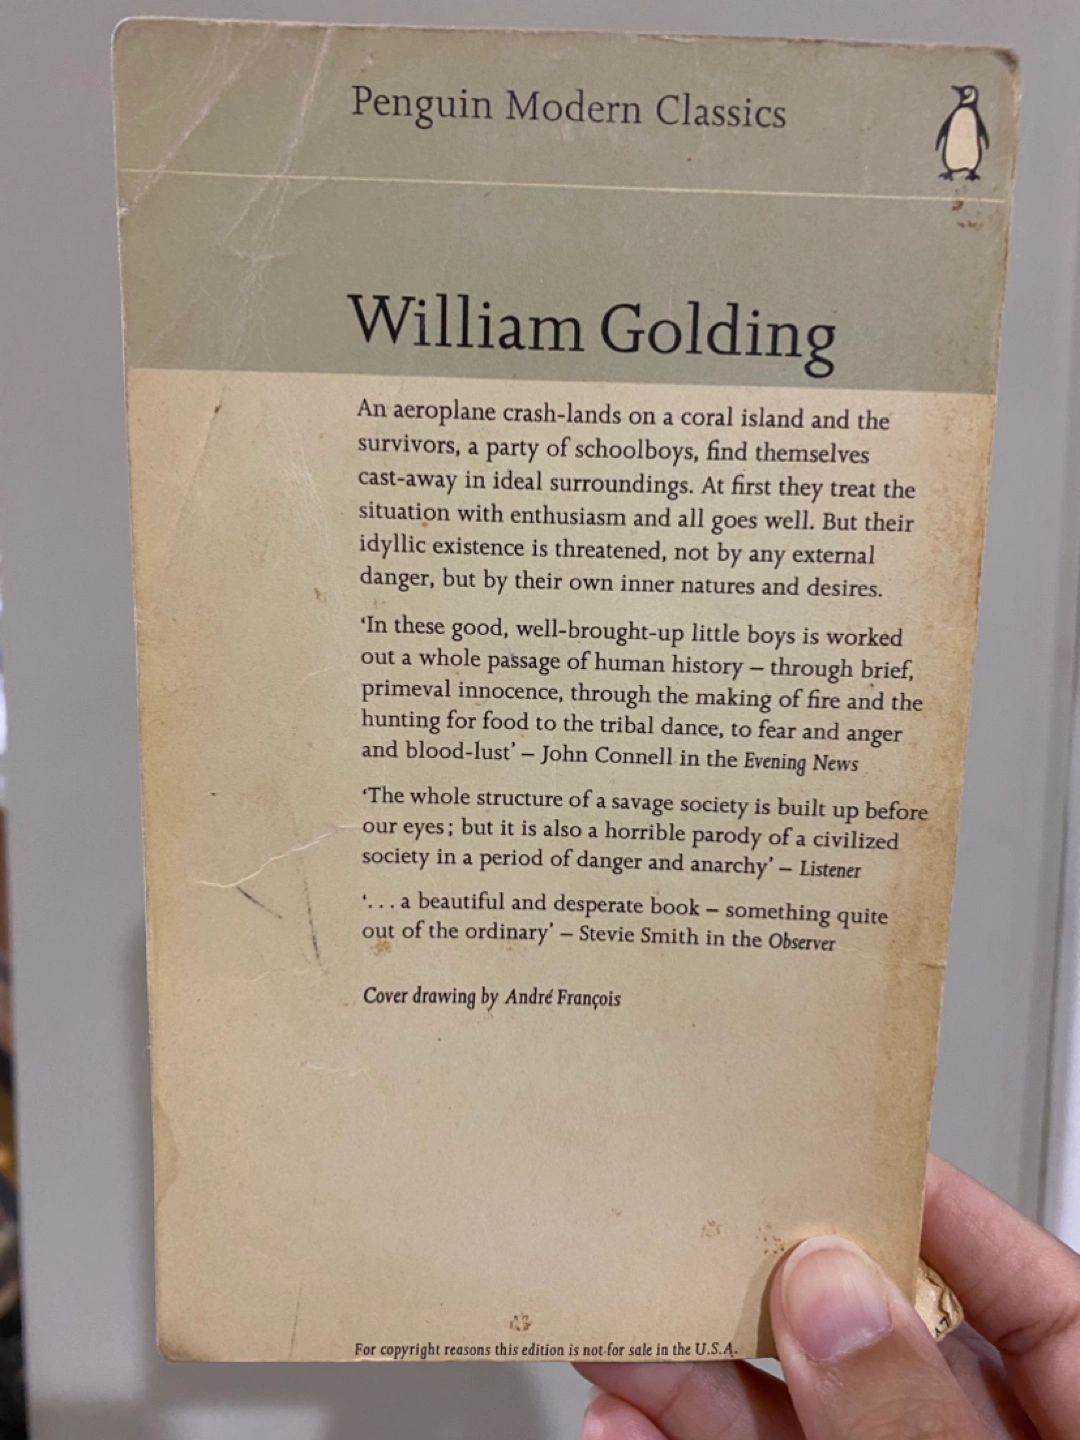 Penguin Modern Classics
William Golding
An aeroplane crash-lands on a coral island and the
survivors, a party of schoolboys, find themselves
cast-away in ideal surroundings. At first they treat the
situation with enthusiasm and all goes well. But their
idyllic existence is threatened, not by any external
danger, but by their own inner natures and desires.
‘In these good, well-brought-up little boys is worked
out a whole passage of human history – through brief,
primeval innocence, through the making of fire and the
hunting for food to the tribal dance, to fear and anger
and blood-lust’ – John Connell in the Evening News
‘The whole structure of a savage society is built up before
our eyes; but it is also a horrible parody of a civilized
society in a period of danger and anarchy’ – Listener
‘... a beautiful and desperate book – something quite
out of the ordinary’ – Stevie Smith in the Observer
Cover drawing by André François
For copyright reasons this edition is not for sale in the U.S.A.